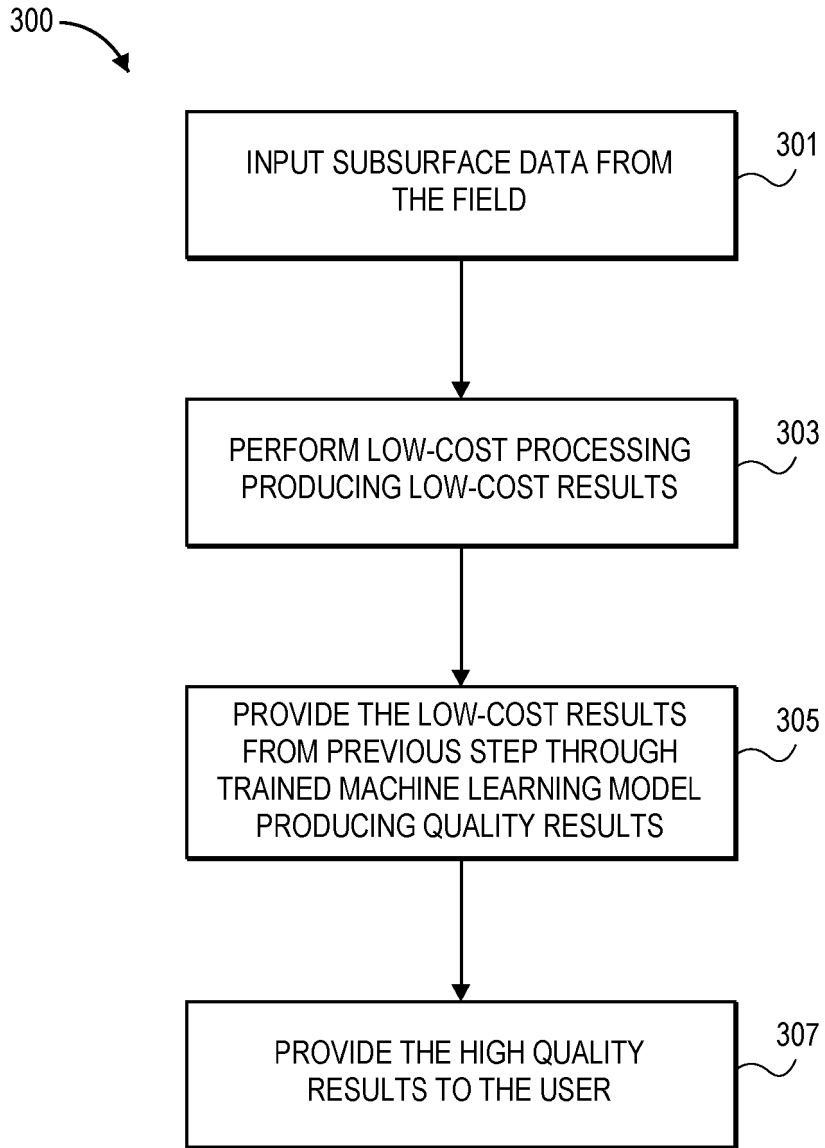 300
INPUT SUBSURFACE DATA FROM
THE FIELD
301
PERFORM LOW-COST PROCESSING
PRODUCING LOW-COST RESULTS
303
PROVIDE THE LOW-COST RESULTS
FROM PREVIOUS STEP THROUGH
TRAINED MACHINE LEARNING MODEL
PRODUCING QUALITY RESULTS
305
PROVIDE THE HIGH QUALITY
RESULTS TO THE USER
307